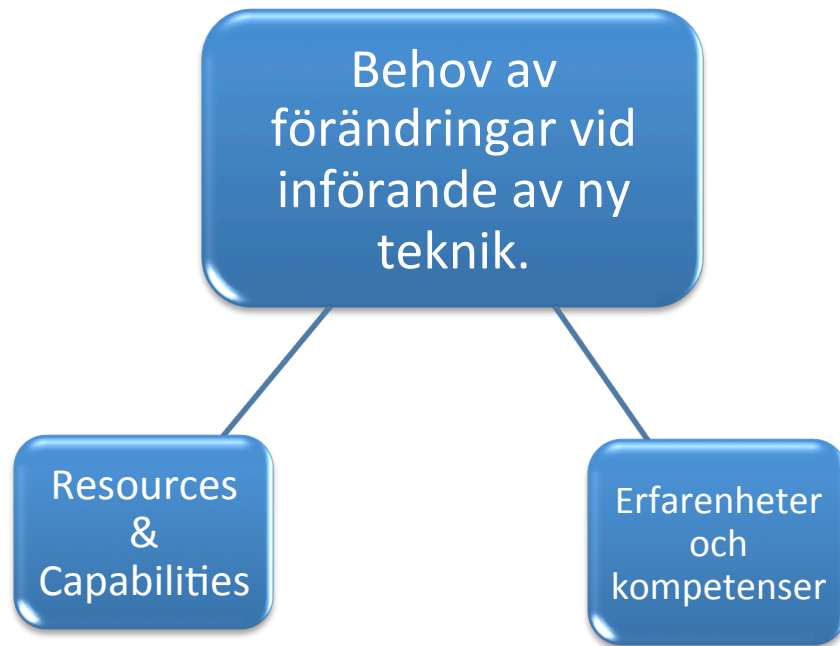 Behov av
förändringar vid
införande av ny
teknik.
Resources
&
Capabilities
Erfarenheter
och
kompetenser